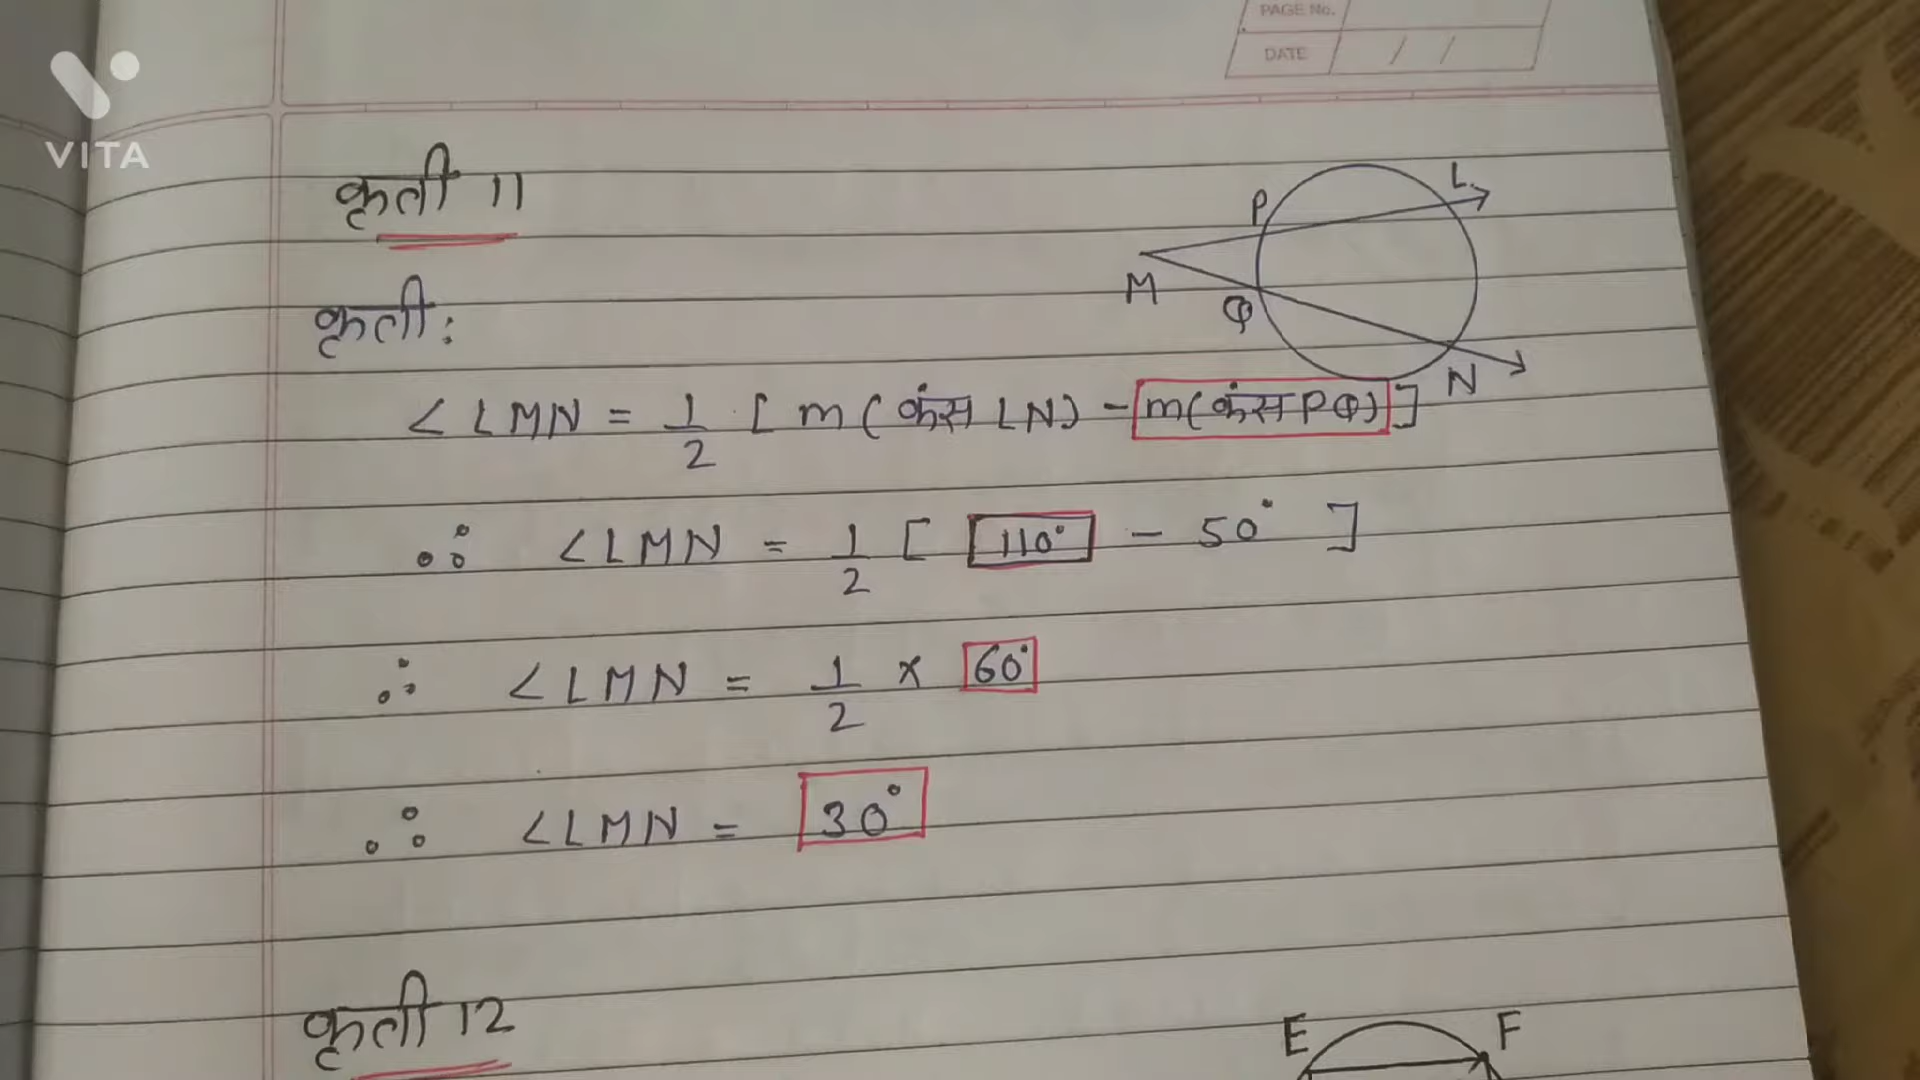 PAGE No.
DATE / /
VITA
कृती 11
P
L
M
Q
N
कृती :
∠LMN = 1/2 [ m ( कंस LN) - m( कंस PQ) ]
∴ ∠LMN = 1/2 [ 110° - 50° ]
∴ ∠LMN = 1/2 × 60°
∴ ∠LMN = 30°
कृती 12
E F